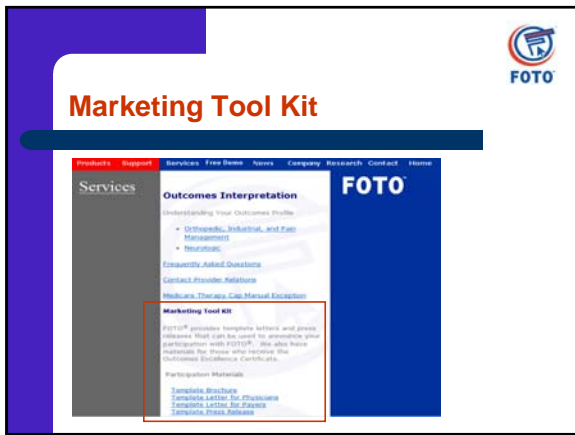 FOTO
Marketing Tool Kit
Products Support Services Free Demo News Company Research Contact Home
Services
FOTO
Outcomes Interpretation
Understanding Your Outcomes Profile
Orthopedic, Industrial, and Pain
Management
Neurologic
Frequently Asked Questions
Contact Provider Relations
Medicare Therapy Cap Manual Exception
Marketing Tool Kit
FOTO® provides template letters and press
releases that can be used to announce your
participation with FOTO®. We also have
materials for those who receive the
Outcomes Excellence Certificate.
Participation Materials
Template Brochure
Template Letter for Physicians
Template Letter for Payers
Template Press Release